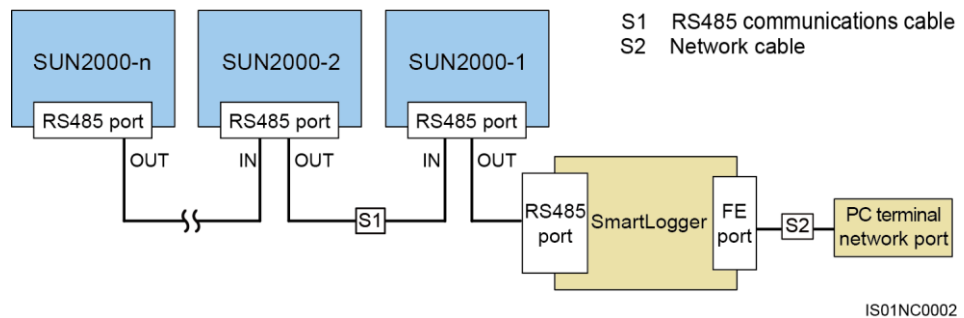 SUN2000-n
SUN2000-2
SUN2000-1
S1 RS485 communications cable
S2 Network cable
RS485 port
RS485 port
RS485 port
OUT
IN
OUT
IN
OUT
S1
RS485
port
SmartLogger
FE
port
S2
PC terminal
network port
IS01NC0002